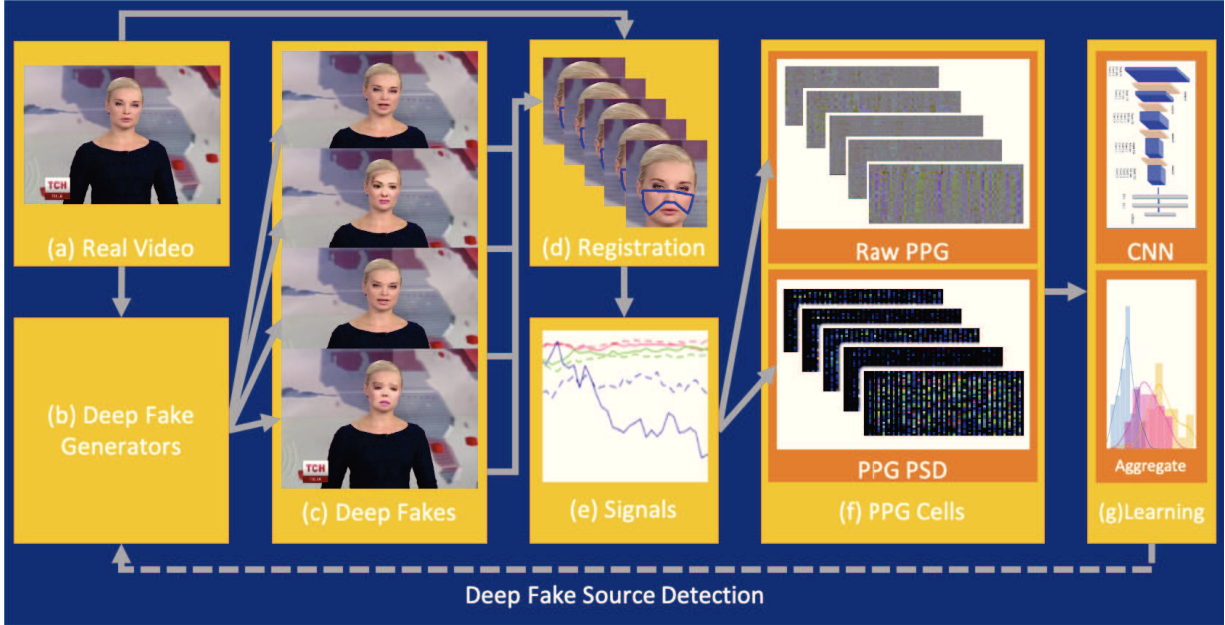 TCH
(a) Real Video
(b) Deep Fake
Generators
TCH
(c) Deep Fakes
(d) Registration
(e) Signals
Raw PPG
PPG PSD
(f) PPG Cells
CNN
Aggregate
(g)Learning
Deep Fake Source Detection